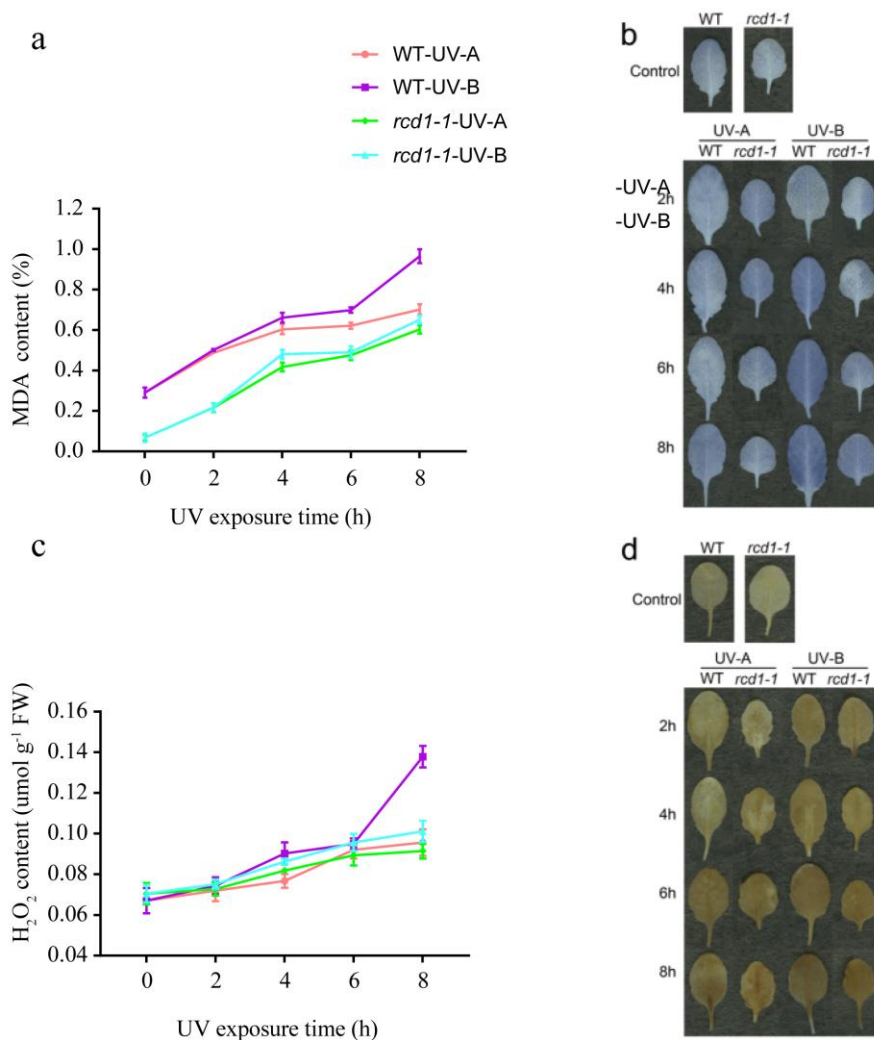 a
WT-UV-A
WT-UV-B
rcd1-1-UV-A
rcd1-1-UV-B
1.2
1.0
0.8
0.6
0.4
0.2
0.0
MDA content (%)
0 2 4 6 8
UV exposure time (h)
b
WT rcd1-1
Control
UV-A UV-B
WT rcd1-1 WT rcd1-1
-UV-A
2h
-UV-B
4h
6h
8h
c
0.16
0.14
0.12
0.10
0.08
0.06
0.04
H₂O₂ content (umol g⁻¹ FW)
0 2 4 6 8
UV exposure time (h)
d
WT rcd1-1
Control
UV-A UV-B
WT rcd1-1 WT rcd1-1
2h
4h
6h
8h